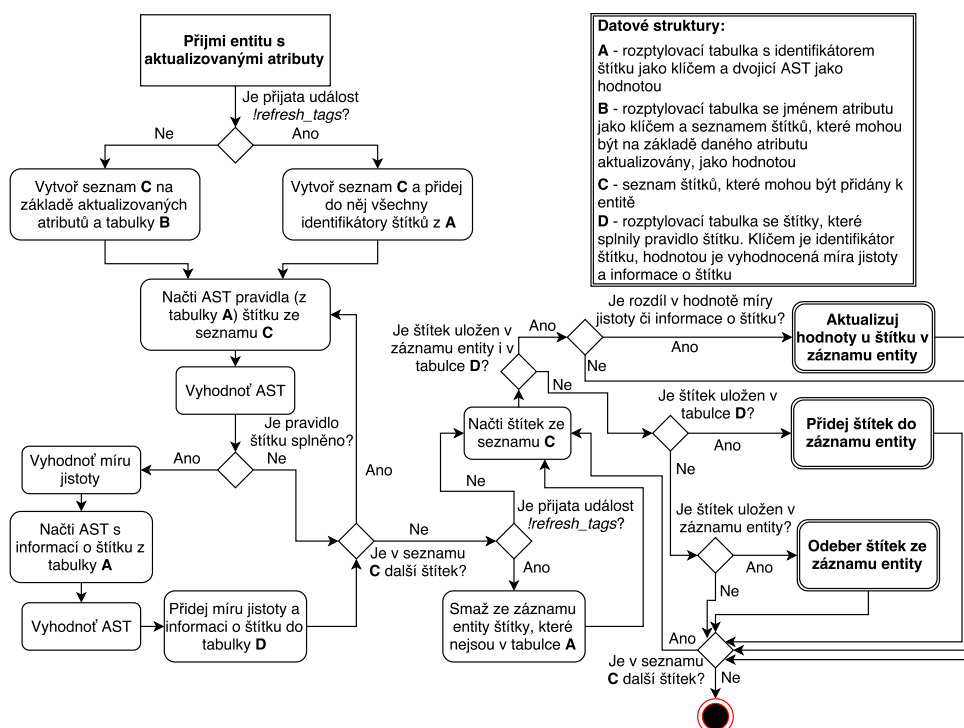 Přijmi entitu s
aktualizovanými atributy
Je přijata událost
!refresh_tags?
Ne
Ano
Vytvoř seznam C na
základě aktualizovaných
atributů a tabulky B
Vytvoř seznam C a přidej
do něj všechny
identifikátory štítků z A
Načti AST pravidla (z
tabulky A) štítku ze
seznamu C
Vyhodnoť AST
Je pravidlo
štítku splněno?
Ano
Ne
Vyhodnoť míru
jistoty
Načti AST s
informací o štítku z
tabulky A
Vyhodnoť AST
Přidej míru jistoty a
informaci o štítku do
tabulky D
Ano
Ne
Je v seznamu
C další štítek?
Ne
Je přijata událost
!refresh_tags?
Ano
Smaž ze záznamu
entity štítky, které
nejsou v tabulce A
Načti štítek ze
seznamu C
Je štítek uložen v
záznamu entity i v
tabulce D?
Ano
Ne
Je rozdíl v hodnotě míry
jistoty či informace o štítku?
Ano
Ne
Aktualizuj
hodnoty u štítku v
záznamu entity
Je štítek uložen v
tabulce D?
Ano
Ne
Přidej štítek do
záznamu entity
Je štítek uložen v
záznamu entity?
Ano
Ne
Odeber štítek ze
záznamu entity
Ano
Je v seznamu
C další štítek?
Ne
Datové struktury:
A - rozptylovací tabulka s identifikátorem
štítku jako klíčem a dvojicí AST jako
hodnotou
B - rozptylovací tabulka se jménem atributu
jako klíčem a seznamem štítků, které mohou
být na základě daného atributu
aktualizovány, jako hodnotou
C - seznam štítků, které mohou být přidány k
entitě
D - rozptylovací tabulka se štítky, které
splnily pravidlo štítku. Klíčem je identifikátor
štítku, hodnotou je vyhodnocená míra jistoty
a informace o štítku